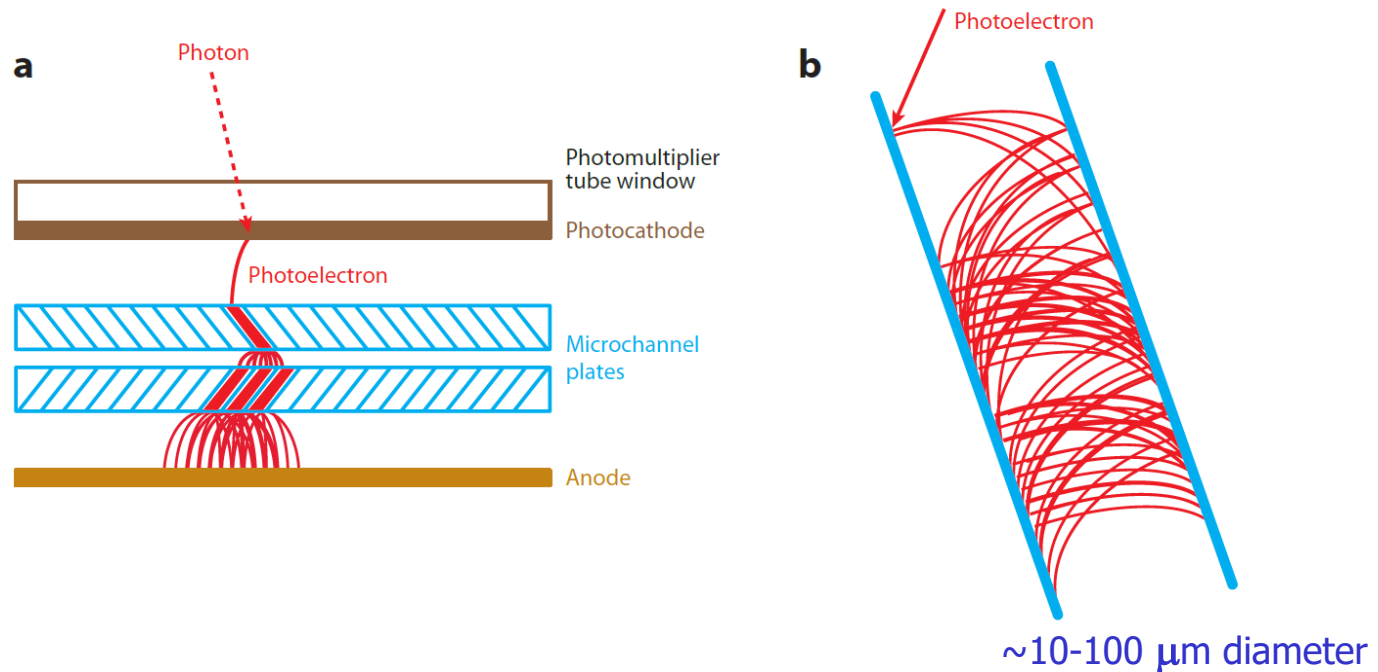 a
Photon
Photomultiplier
tube window
Photocathode
Photoelectron
Microchannel
plates
Anode
b
Photoelectron
~10-100 μm diameter